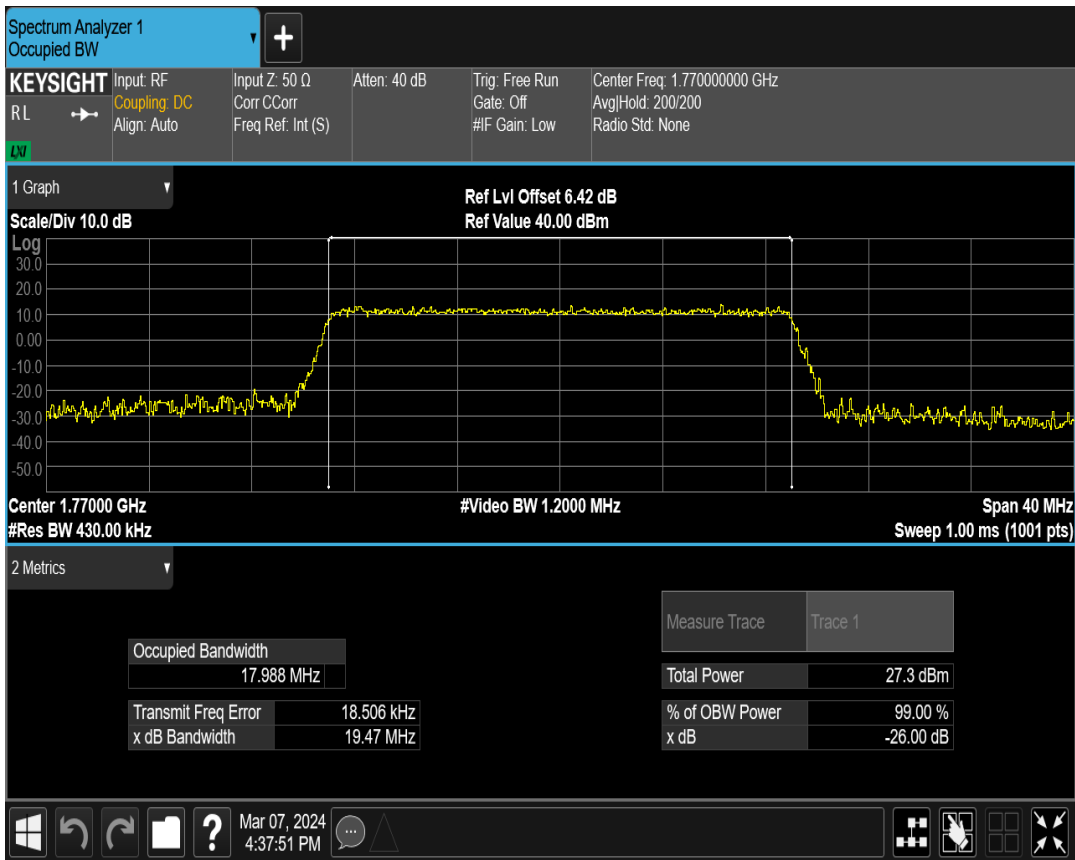 Spectrum Analyzer 1
Occupied BW
KEYSIGHT
RL
LXI
Input: RF
Coupling: DC
Align: Auto
Input Z: 50 Ω
Corr CCorr
Freq Ref: Int (S)
Atten: 40 dB
Trig: Free Run
Gate: Off
#IF Gain: Low
Center Freq: 1.770000000 GHz
Avg|Hold: 200/200
Radio Std: None
1 Graph
Ref Lvl Offset 6.42 dB
Scale/Div 10.0 dB
Ref Value 40.00 dBm
Log
30.0
20.0
10.0
0.00
-10.0
-20.0
-30.0
-40.0
-50.0
Center 1.77000 GHz
#Video BW 1.2000 MHz
Span 40 MHz
#Res BW 430.00 kHz
Sweep 1.00 ms (1001 pts)
2 Metrics
Measure Trace
Trace 1
Occupied Bandwidth
17.988 MHz
Total Power
27.3 dBm
Transmit Freq Error
18.506 kHz
% of OBW Power
99.00 %
x dB Bandwidth
19.47 MHz
x dB
-26.00 dB
?
Mar 07, 2024
4:37:51 PM